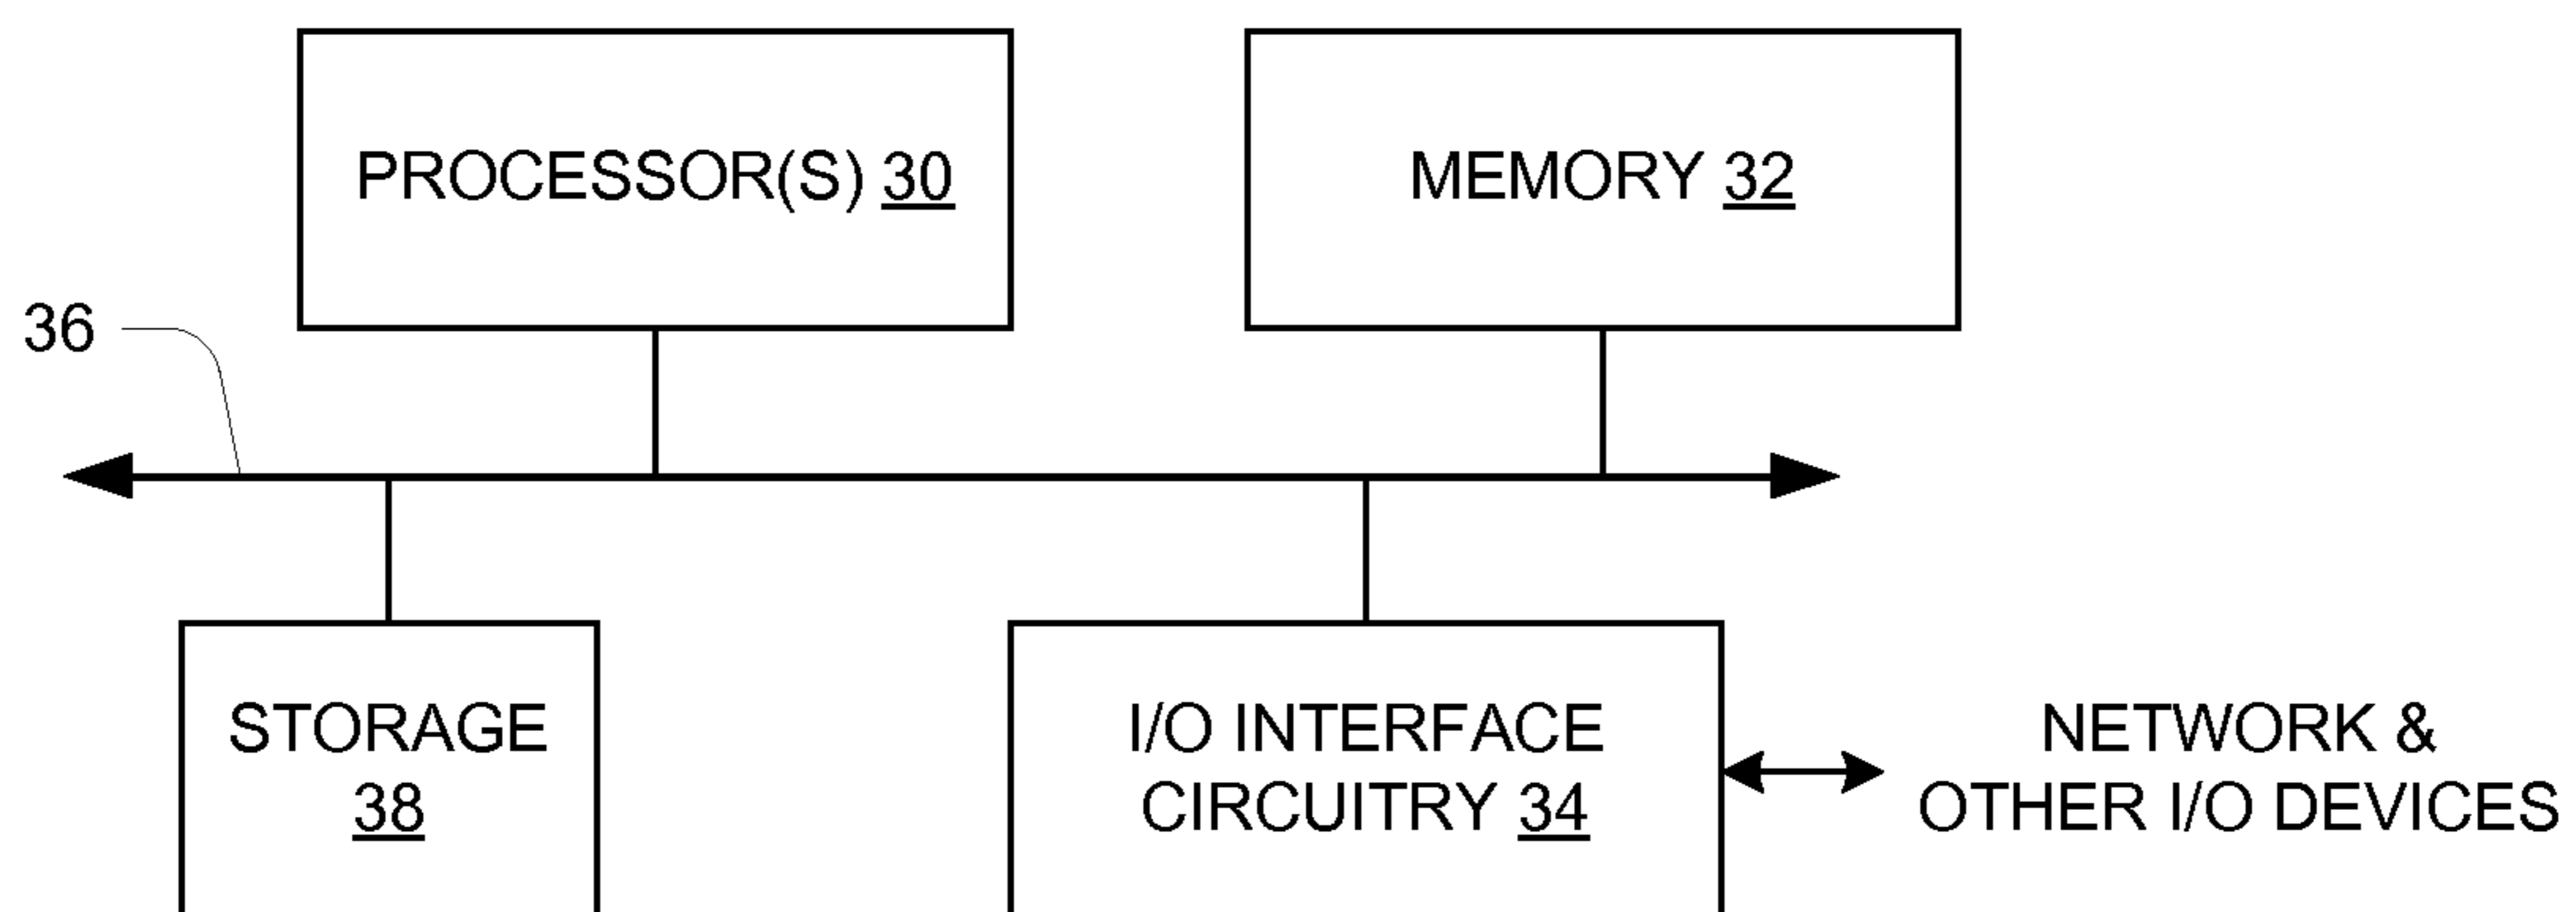 PROCESSOR(S) 30
MEMORY 32
36
STORAGE
38
I/O INTERFACE
CIRCUITRY 34
NETWORK &
OTHER I/O DEVICES